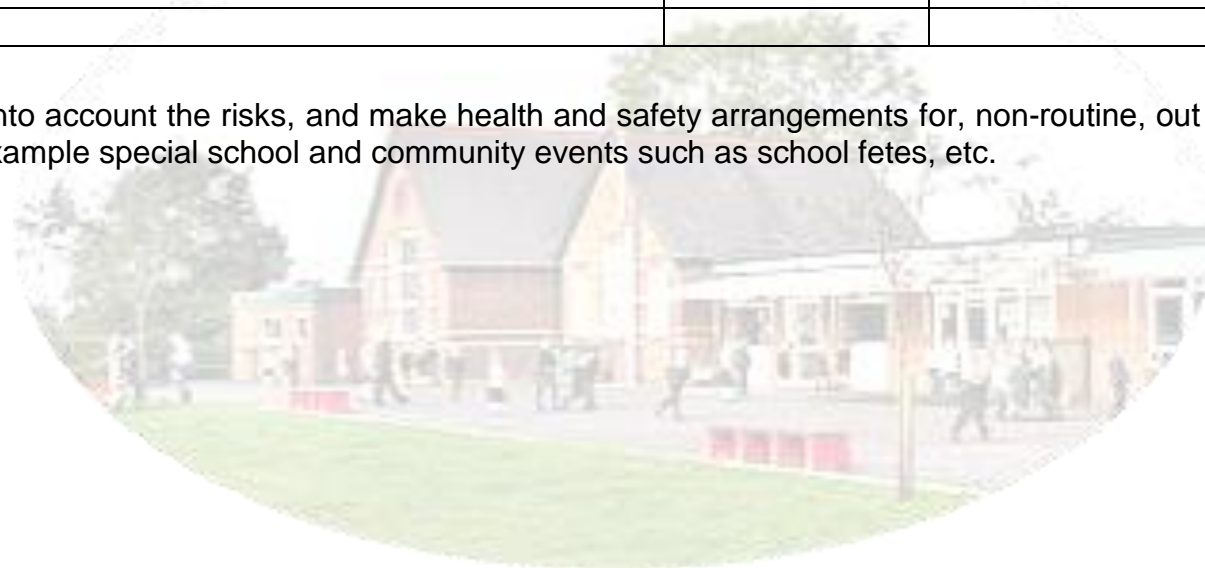 nto account the risks, and make health and safety arrangements for, non-routine, out
xample special school and community events such as school fetes, etc.